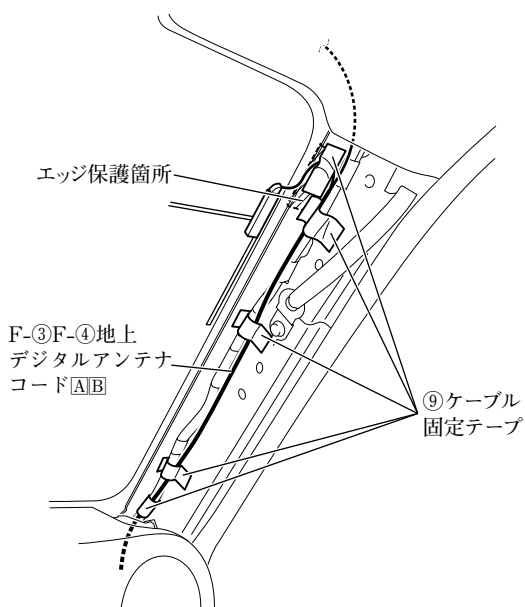 エッジ保護箇所
F-③F-④地上
デジタルアンテナ
コード🄰🄱
⑨ケーブル
固定テープ